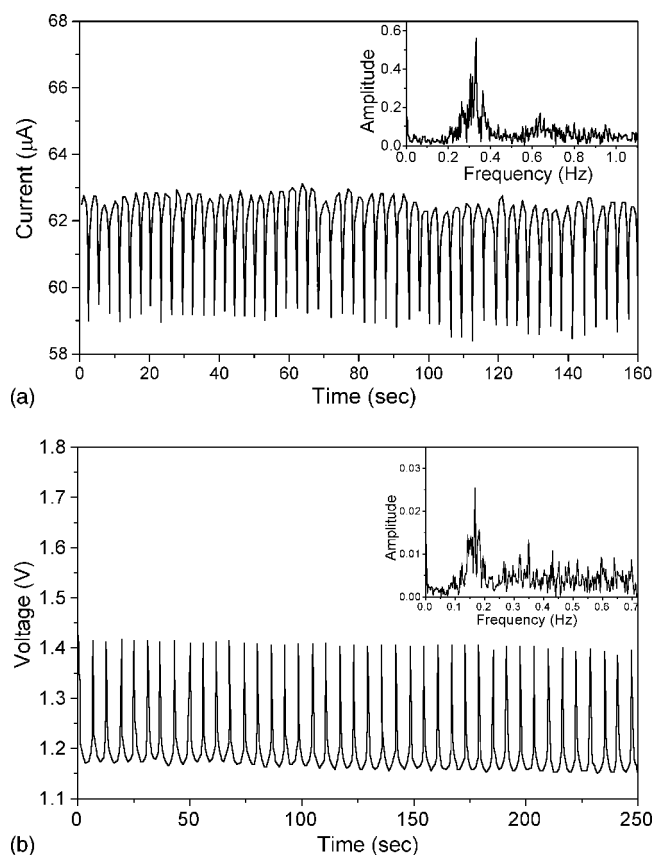 68
66
64
62
60
58
Current (μA)
0 20 40 60 80 100 120 140 160
Time (sec)
0.6
0.4
0.2
0.0
Amplitude
0.0 0.2 0.4 0.6 0.8 1.0
Frequency (Hz)
(a)
1.8
1.7
1.6
1.5
1.4
1.3
1.2
1.1
Voltage (V)
0 50 100 150 200 250
Time (sec)
0.03
0.02
0.01
0.00
Amplitude
0.0 0.1 0.2 0.3 0.4 0.5 0.6 0.7
Frequency (Hz)
(b)